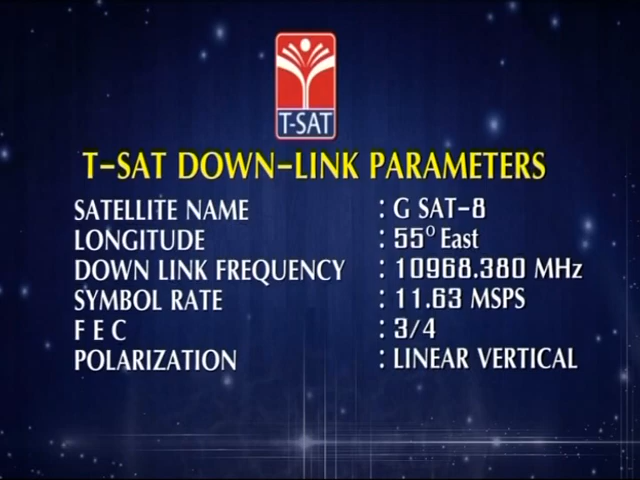 T-SAT
T-SAT DOWN-LINK PARAMETERS
SATELLITE NAME : G SAT-8
LONGITUDE : 55° East
DOWN LINK FREQUENCY : 10968.380 MHz
SYMBOL RATE : 11.63 MSPS
F E C : 3/4
POLARIZATION : LINEAR VERTICAL